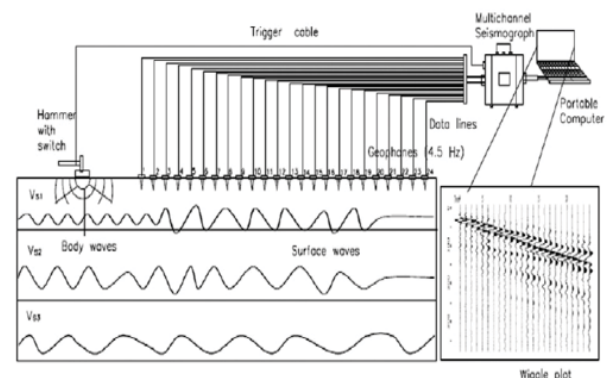 Multichannel
Seismograph
Trigger cable
Portable
Computer
Hammer
with
switch
Data lines
Geophones (4.5 Hz)
1 2 3 4 5 6 7 8 9 10 11 12 13 14 15 16 17 18 19 20 21 22 23 24
Vs1
Body waves
Surface waves
Vs2
Vs3
Wiggle plot